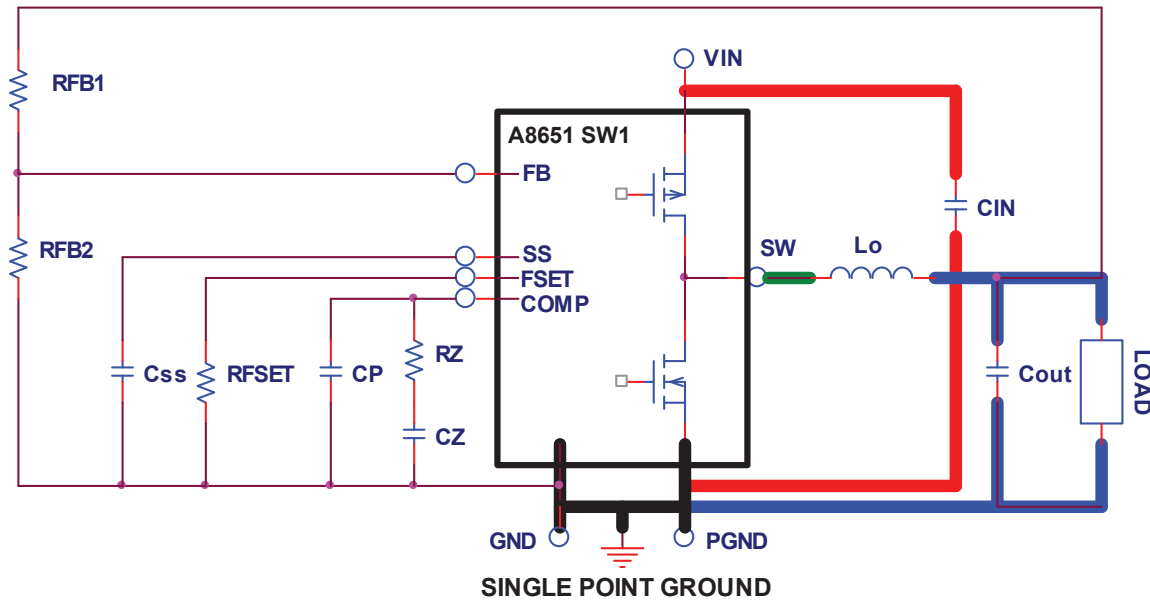 VIN
RFB1
A8651 SW1
FB
CIN
RFB2
SS
SW
Lo
FSET
COMP
RZ
Css
RFSET
CP
Cout
LOAD
CZ
GND
PGND
SINGLE POINT GROUND